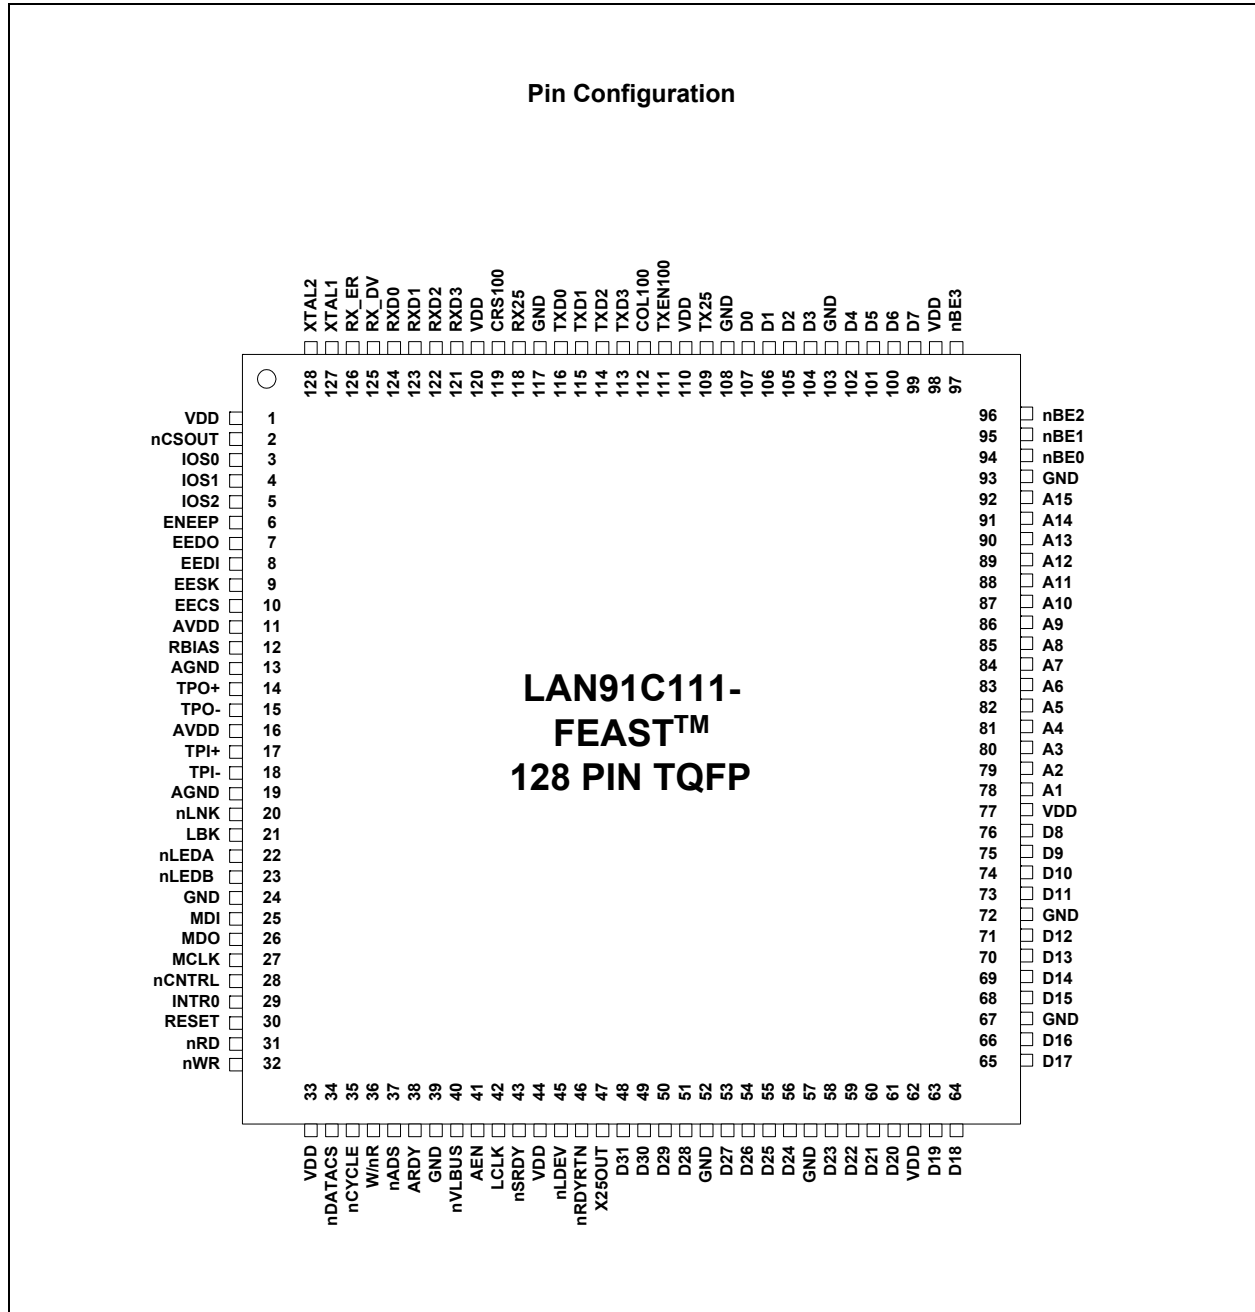 Pin Configuration
XTAL2
XTAL1
RX_ER
RX_DV
RXD0
RXD1
RXD2
RXD3
VDD
CRS100
RX25
GND
TXD0
TXD1
TXD2
TXD3
COL100
TXEN100
VDD
TX25
GND
D0
D1
D2
D3
GND
D4
D5
D6
D7
VDD
nBE3
128
127
126
125
124
123
122
121
120
119
118
117
116
115
114
113
112
111
110
109
108
107
106
105
104
103
102
101
100
99
98
97
VDD 1
nCSOUT 2
IOS0 3
IOS1 4
IOS2 5
ENEEP 6
EEDO 7
EEDI 8
EESK 9
EECS 10
AVDD 11
RBIAS 12
AGND 13
TPO+ 14
TPO- 15
AVDD 16
TPI+ 17
TPI- 18
AGND 19
nLNK 20
LBK 21
nLEDA 22
nLEDB 23
GND 24
MDI 25
MDO 26
MCLK 27
nCNTRL 28
INTR0 29
RESET 30
nRD 31
nWR 32
LAN91C111-
FEAST™
128 PIN TQFP
96 nBE2
95 nBE1
94 nBE0
93 GND
92 A15
91 A14
90 A13
89 A12
88 A11
87 A10
86 A9
85 A8
84 A7
83 A6
82 A5
81 A4
80 A3
79 A2
78 A1
77 VDD
76 D8
75 D9
74 D10
73 D11
72 GND
71 D12
70 D13
69 D14
68 D15
67 GND
66 D16
65 D17
33
34
35
36
37
38
39
40
41
42
43
44
45
46
47
48
49
50
51
52
53
54
55
56
57
58
59
60
61
62
63
64
VDD
nDATACS
nCYCLE
W/nR
nADS
ARDY
GND
nVLBUS
AEN
LCLK
nSRDY
VDD
nLDEV
nRDYRTN
X25OUT
D31
D30
D29
D28
GND
D27
D26
D25
D24
GND
D23
D22
D21
D20
VDD
D19
D18